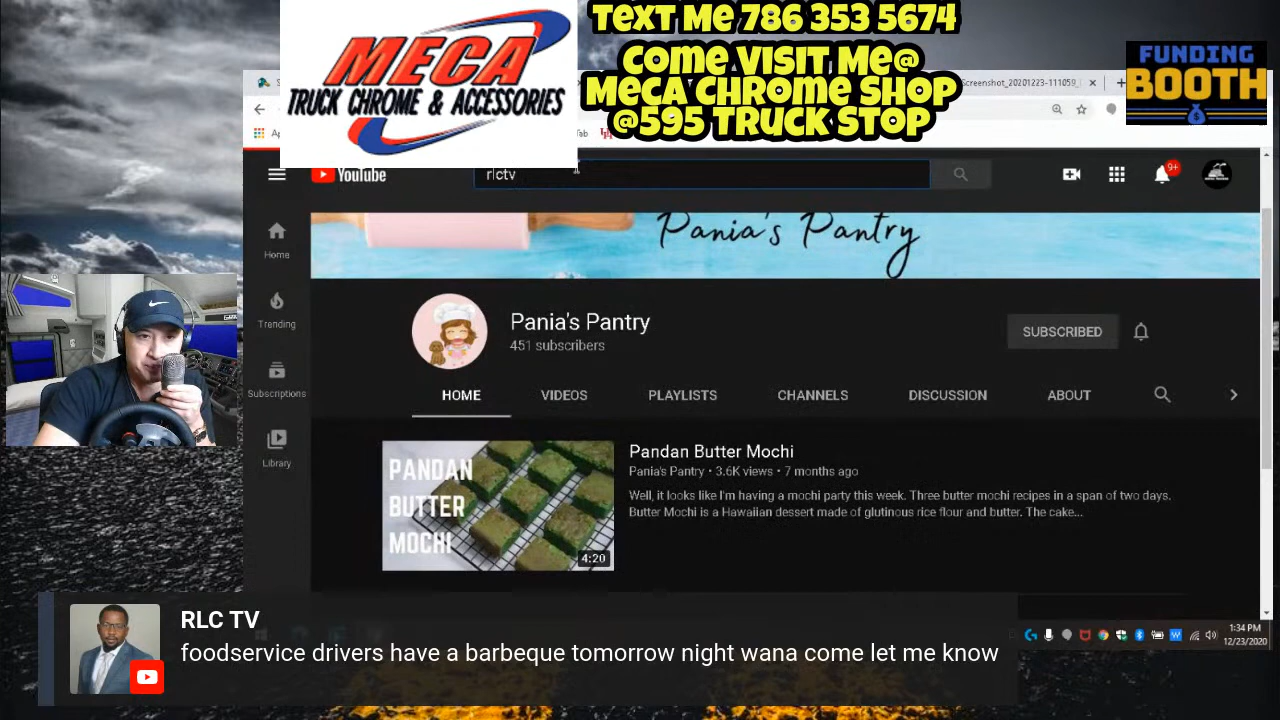 MECA
TRUCK CHROME & ACCESSORIES
Text Me 786 353 5674
Come VISIT Me@
Meca CHrome SHOP
@595 TrUCK STOP
FUNDING
BOOTH
Screenshot_20201223-111059_
YouTube
rlctv
9+
Home
Trending
Subscriptions
Library
Pania's Pantry
Pania's Pantry
451 subscribers
SUBSCRIBED
HOME VIDEOS PLAYLISTS CHANNELS DISCUSSION ABOUT
PANDAN
BUTTER
MOCHI
4:20
Pandan Butter Mochi
Pania's Pantry • 3.6K views • 7 months ago
Well, it looks like I'm having a mochi party this week. Three butter mochi recipes in a span of two days.
Butter Mochi is a Hawaiian dessert made of glutinous rice flour and butter. The cake...
RLC TV
foodservice drivers have a barbeque tomorrow night wana come let me know
1:34 PM
12/23/2020